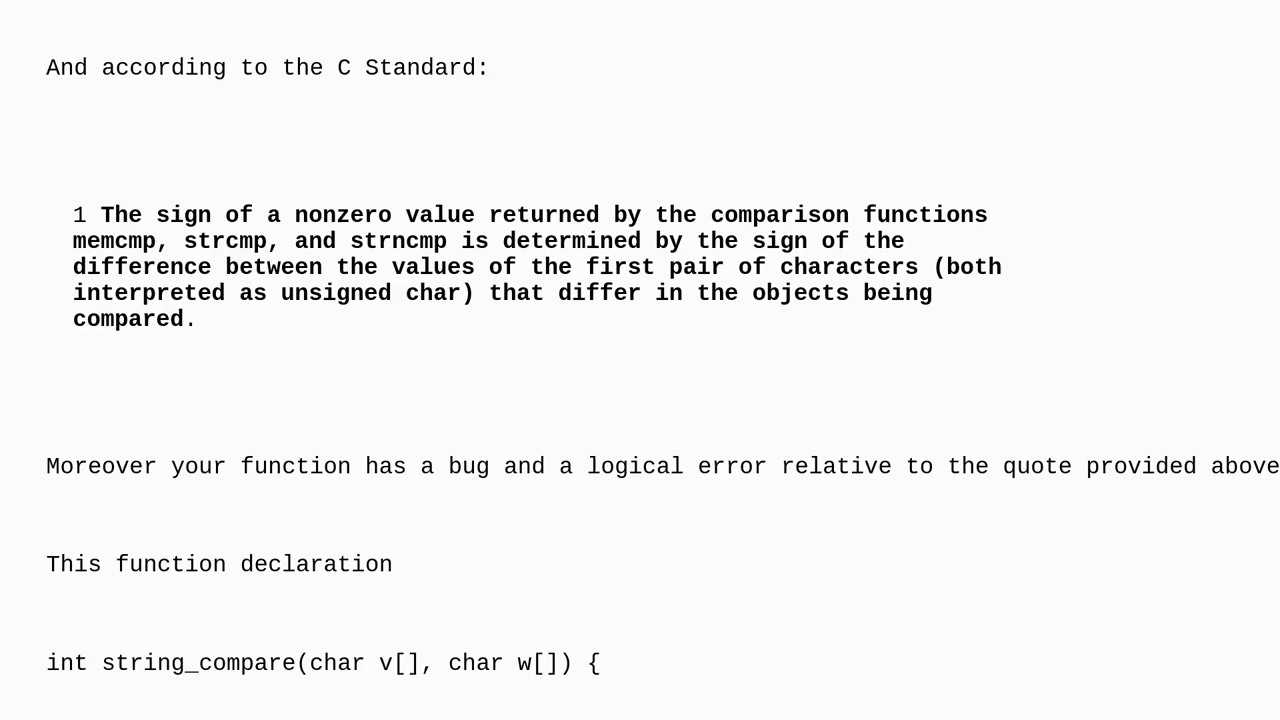 And according to the C Standard:
1 The sign of a nonzero value returned by the comparison functions
memcmp, strcmp, and strncmp is determined by the sign of the
difference between the values of the first pair of characters (both
interpreted as unsigned char) that differ in the objects being
compared.
Moreover your function has a bug and a logical error relative to the quote provided above
This function declaration
int string_compare(char v[], char w[]) {